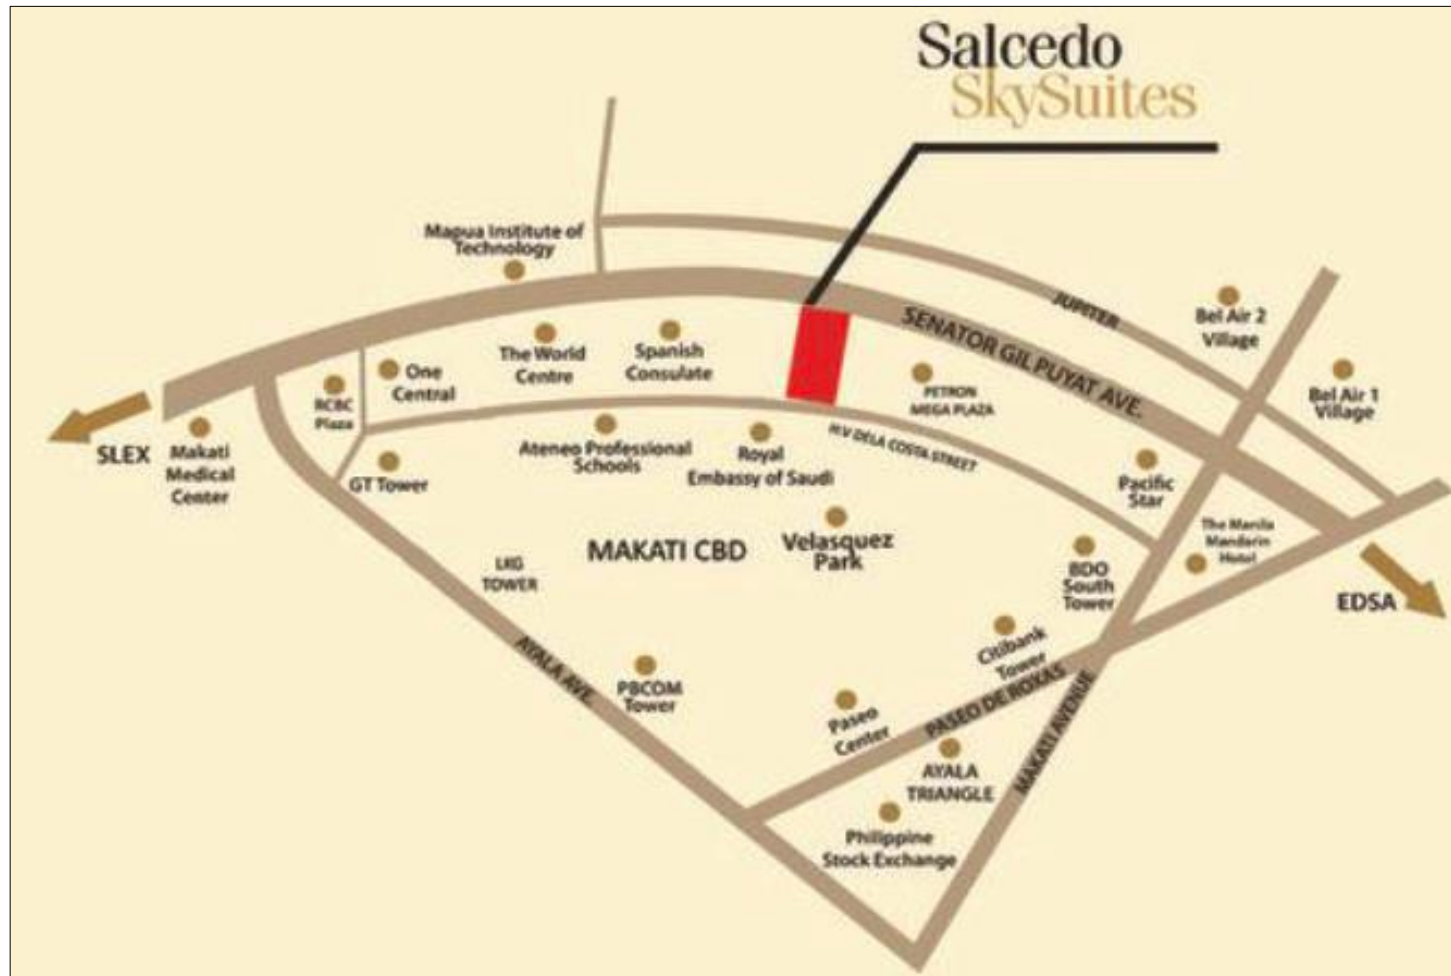 Salcedo
SkySuites
Mapua Institute of
Technology
JUPITER
Bel Air 2
Village
SENATOR GIL PUYAT AVE.
The World
Centre
Spanish
Consulate
One
Central
RCBC
Plaza
PETRON
MEGA PLAZA
Bel Air 1
Village
SLEX
Makati
Medical
Center
GT Tower
Ateneo Professional
Schools
Royal
Embassy of Saudi
H.V DELA COSTA STREET
Pacific
Star
The Manila
Mandarin
Hotel
MAKATI CBD
Velasquez
Park
LKG
TOWER
BDO
South
Tower
EDSA
Citibank
Tower
AYALA AVE.
PBCOM
Tower
Paseo
Center
PASEO DE ROXAS
MAKATI AVENUE
AYALA
TRIANGLE
Philippine
Stock Exchange